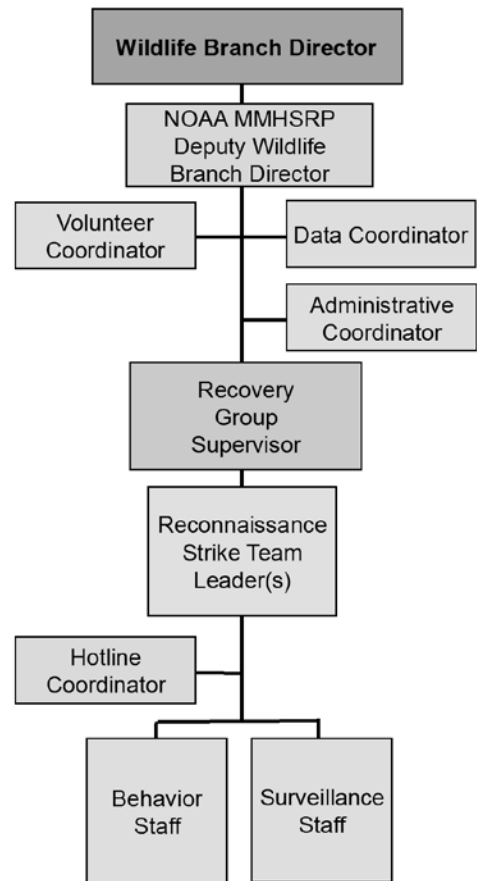 Wildlife Branch Director
NOAA MMHSRP
Deputy Wildlife
Branch Director
Volunteer
Coordinator
Data Coordinator
Administrative
Coordinator
Recovery
Group
Supervisor
Reconnaissance
Strike Team
Leader(s)
Hotline
Coordinator
Behavior
Staff
Surveillance
Staff